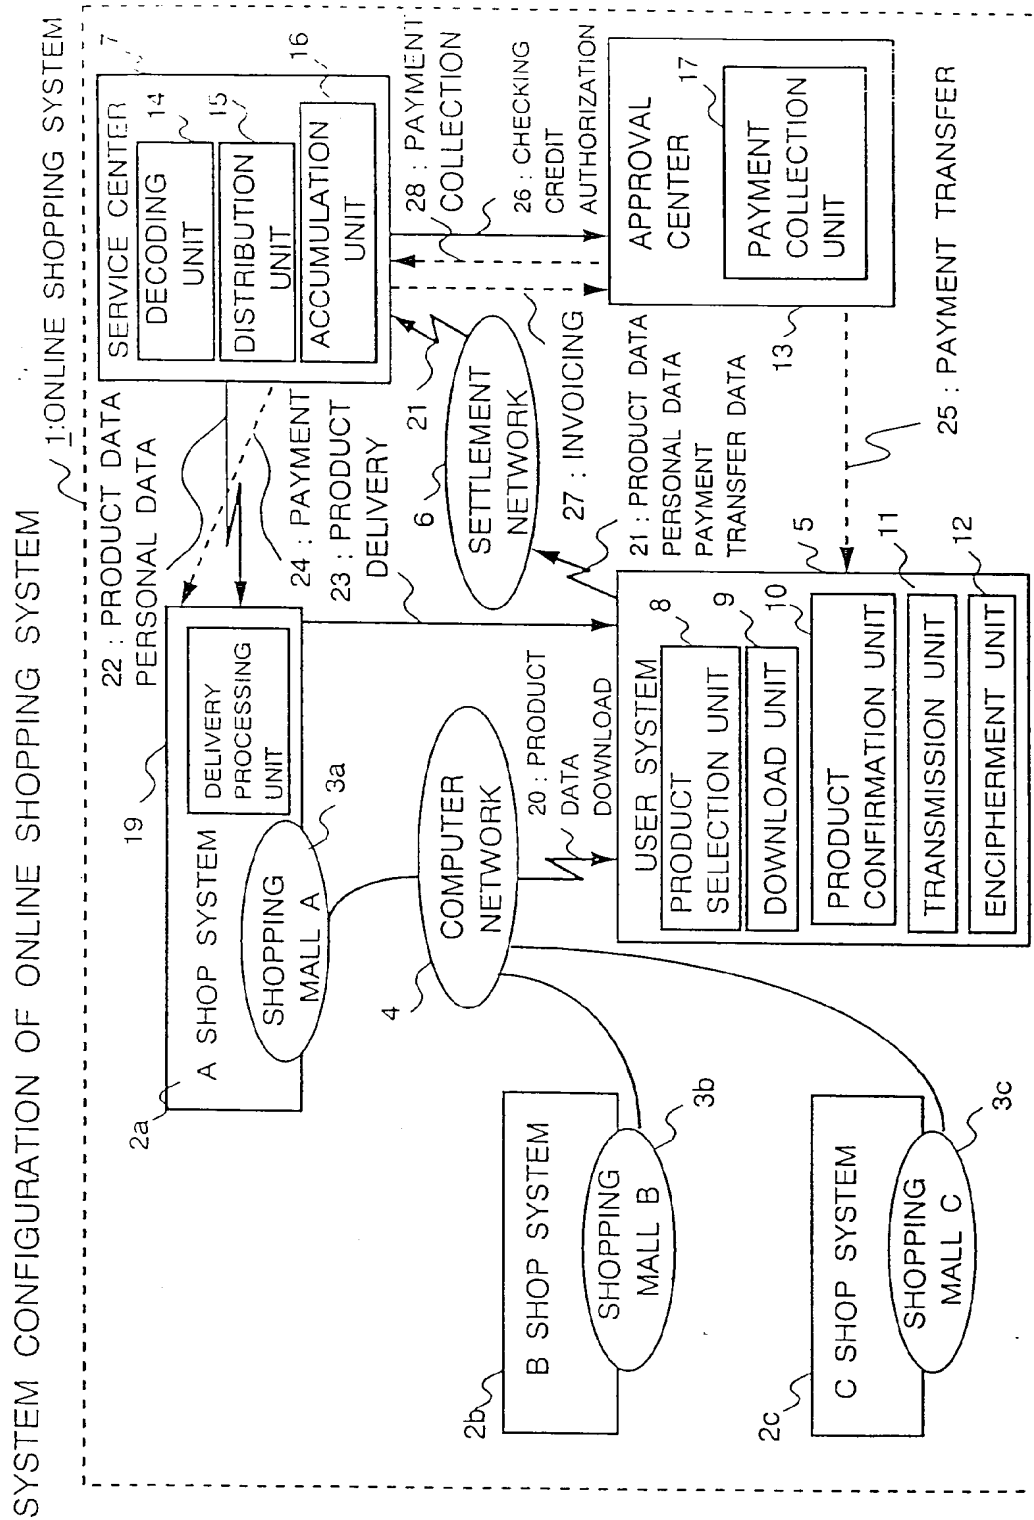 SYSTEM CONFIGURATION OF ONLINE SHOPPING SYSTEM
1:ONLINE SHOPPING SYSTEM
2a
A SHOP SYSTEM
SHOPPING
MALL A
3a
19
DELIVERY
PROCESSING
UNIT
22 : PRODUCT DATA
PERSONAL DATA
24 : PAYMENT
23 : PRODUCT
DELIVERY
7
SERVICE CENTER
14
DECODING
UNIT
15
DISTRIBUTION
UNIT
16
ACCUMULATION
UNIT
28 : PAYMENT
COLLECTION
26 : CHECKING
CREDIT
AUTHORIZATION
21
6
SETTLEMENT
NETWORK
27 : INVOICING
21 : PRODUCT DATA
PERSONAL DATA
PAYMENT
TRANSFER DATA
4
COMPUTER
NETWORK
20 : PRODUCT
DATA
DOWNLOAD
2b
B SHOP SYSTEM
SHOPPING
MALL B
3b
2c
C SHOP SYSTEM
SHOPPING
MALL C
3c
USER SYSTEM
5
PRODUCT
SELECTION UNIT
8
DOWNLOAD UNIT
9
PRODUCT
CONFIRMATION UNIT
10
TRANSMISSION UNIT
11
ENCIPHERMENT UNIT
12
13
APPROVAL
CENTER
17
PAYMENT
COLLECTION
UNIT
25 : PAYMENT TRANSFER